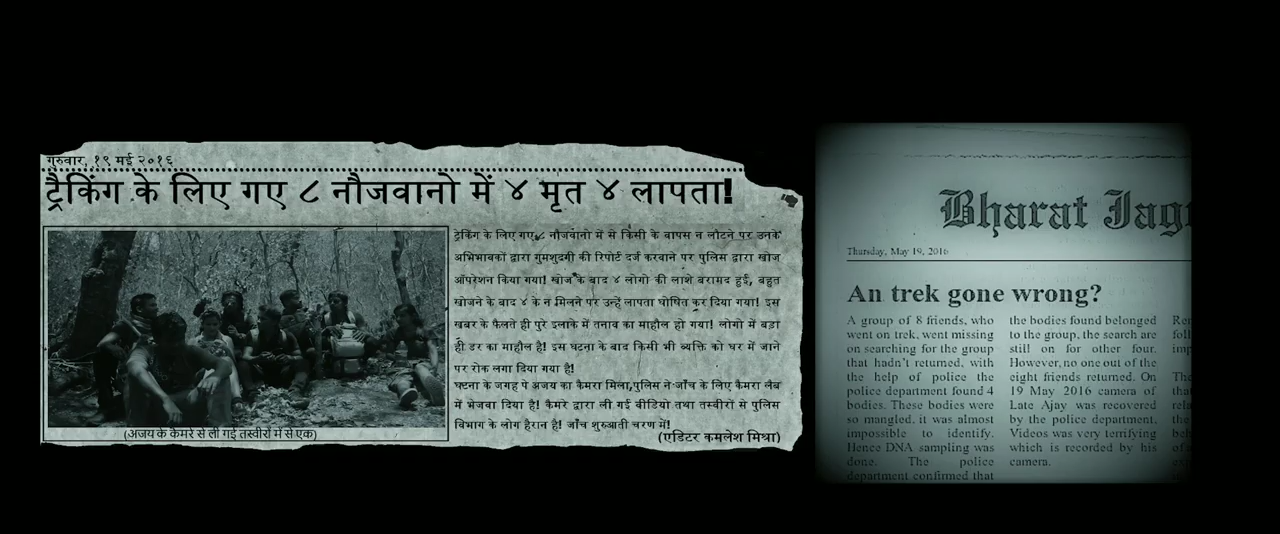 गुरुवार, १९ मई २०१६
ट्रैकिंग के लिए गए ८ नौजवानो में ४ मृत ४ लापता!
ट्रेकिंग के लिए गए ८ नौजवानो में से किसी के वापस न लौटने पर उनके
अभिभावकों द्वारा गुमशुदगी की रिपोर्ट दर्ज करवाने पर पुलिस द्वारा खोज
ऑपरेशन किया गया! खोज के बाद ४ लोगो की लाशे बरामद हुई, बहुत
खोजने के बाद ४ के न मिलने पर उन्हें लापता घोषित कर दिया गया! इस
खबर के फैलते ही पुरे इलाके में तनाव का माहौल हो गया! लोगों में बड़ा
ही डर का माहौल है! इस घटना के बाद किसी भी व्यक्ति को घर में जाने
पर रोक लगा दिया गया है!
घटना के जगह पे अजय का कैमरा मिला,पुलिस ने जाँच के लिए कैमरा लैब
में भेजवा दिया है! कैमरे द्वारा ली गई वीडियो तथा तस्वीरों से पुलिस
विभाग के लोग हैरान है! जाँच शुरुआती चरण में!
(एडिटर कमलेश मिश्रा)
(अजय के केमरे से ली गई तस्वीरों में से एक)
Bharat Jag
Thursday, May 19, 2016
An trek gone wrong?
A group of 8 friends, who
went on trek, went missing
on searching for the group
that hadn't returned, with
the help of police the
police department found 4
bodies. These bodies were
so mangled, it was almost
impossible to identify.
Hence DNA sampling was
done. The police
department confirmed that
the bodies found belonged
to the group, the search are
still on for other four.
However, no one out of the
eight friends returned. On
19 May 2016 camera of
Late Ajay was recovered
by the police department,
Videos was very terrifying
which is recorded by his
camera.